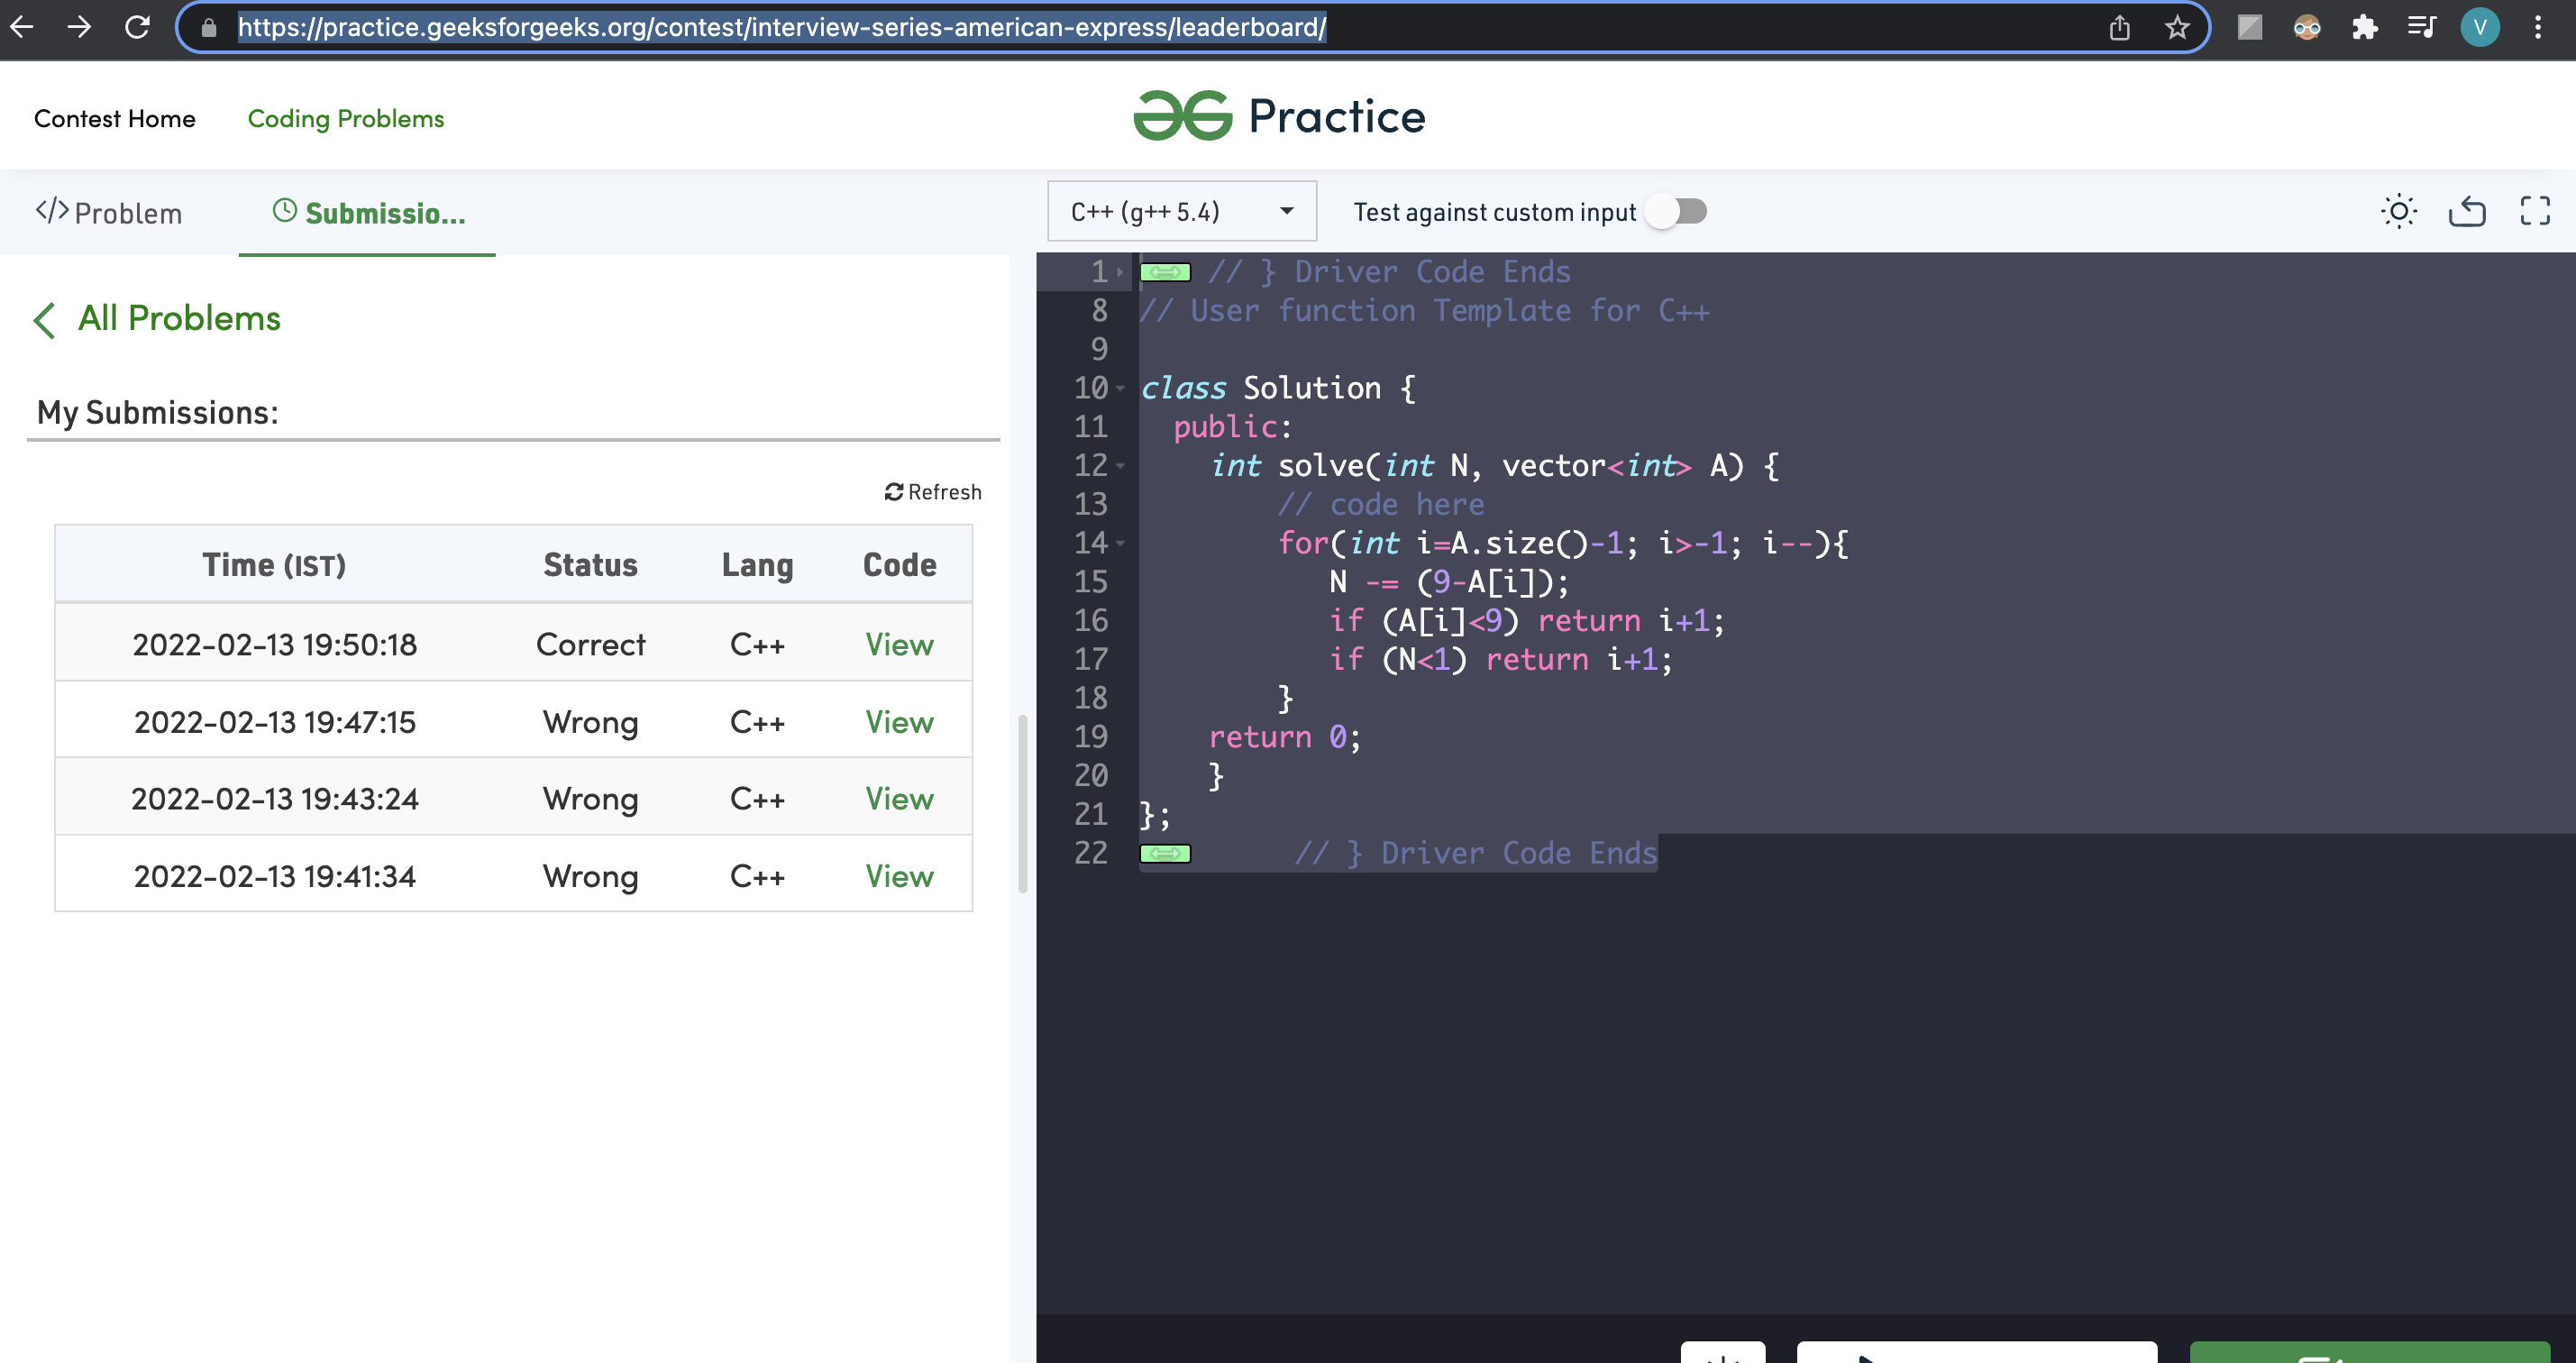 https://practice.geeksforgeeks.org/contest/interview-series-american-express/leaderboard/
V
Contest Home
Coding Problems
Practice
</> Problem
Submissio...
C++ (g++ 5.4)
Test against custom input
All Problems
My Submissions:
Refresh
Time (IST) Status Lang Code
2022-02-13 19:50:18 Correct C++ View
2022-02-13 19:47:15 Wrong C++ View
2022-02-13 19:43:24 Wrong C++ View
2022-02-13 19:41:34 Wrong C++ View
1 // } Driver Code Ends
8 // User function Template for C++
9
10 class Solution {
11 public:
12 int solve(int N, vector<int> A) {
13 // code here
14 for(int i=A.size()-1; i>-1; i--){
15 N -= (9-A[i]);
16 if (A[i]<9) return i+1;
17 if (N<1) return i+1;
18 }
19 return 0;
20 }
21 };
22 // } Driver Code Ends